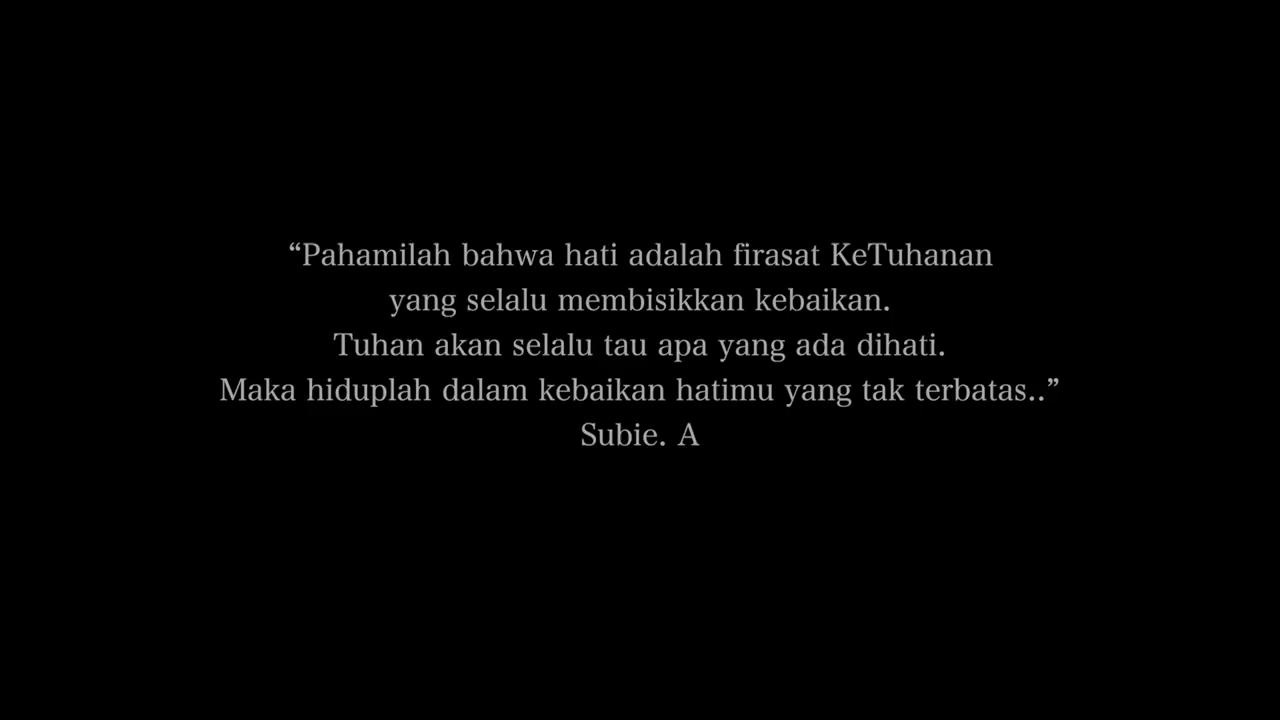 “Pahamilah bahwa hati adalah firasat KeTuhanan
yang selalu membisikkan kebaikan.
Tuhan akan selalu tau apa yang ada dihati.
Maka hiduplah dalam kebaikan hatimu yang tak terbatas..”
Subie. A